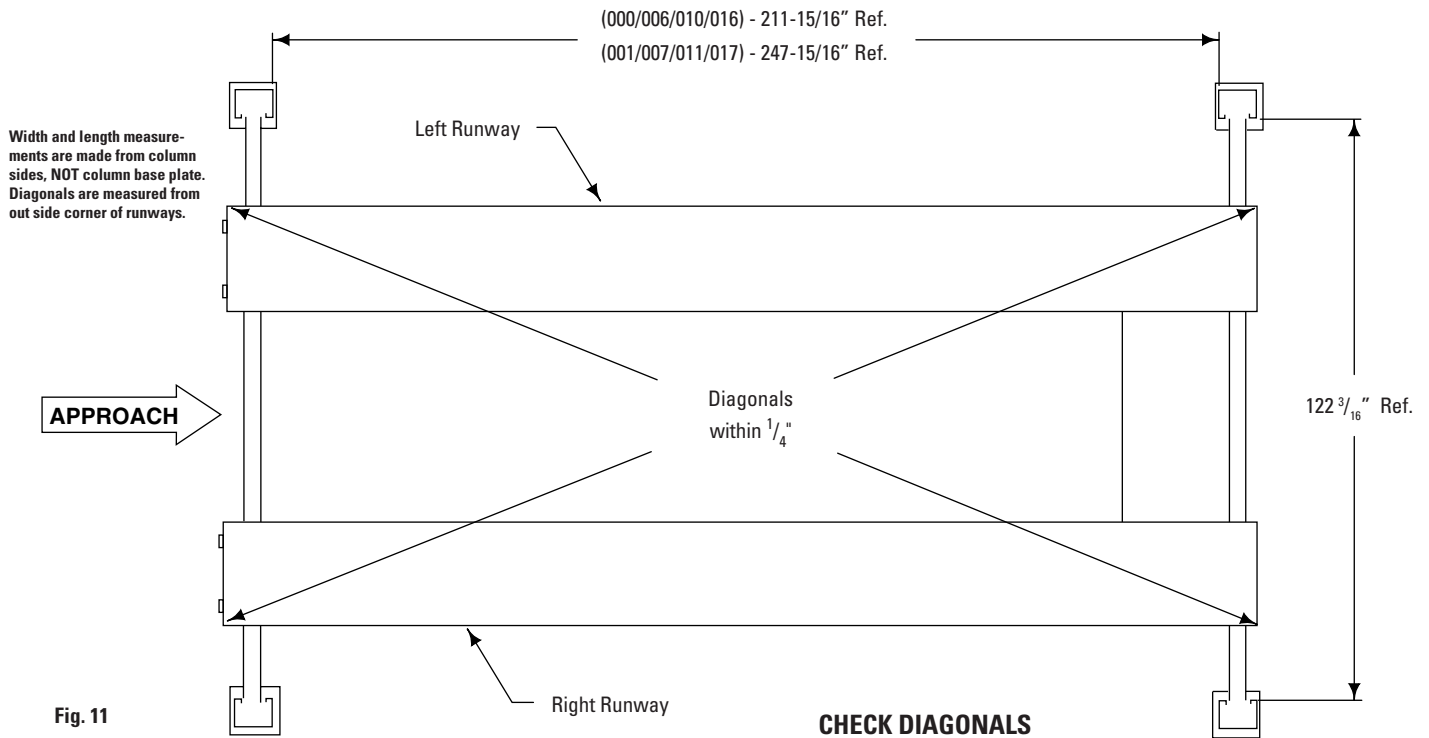 (000/006/010/016) - 211-15/16” Ref.
(001/007/011/017) - 247-15/16” Ref.
Width and length measure-
ments are made from column
sides, NOT column base plate.
Diagonals are measured from
out side corner of runways.
Left Runway
APPROACH
Diagonals
within 1/4"
122 3/16” Ref.
Right Runway
Fig. 11
CHECK DIAGONALS